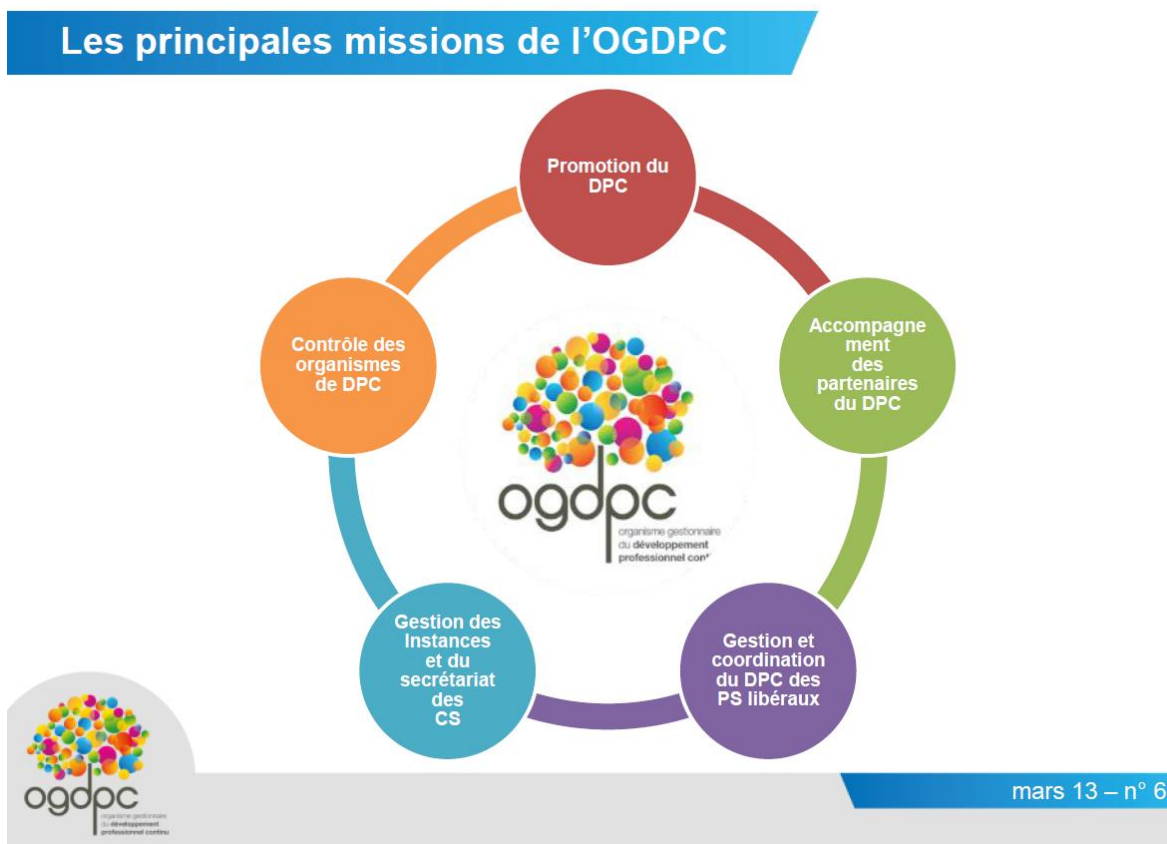 Les principales missions de l'OGDPC
Promotion du
DPC
Accompagne
ment
des
partenaires
du DPC
Gestion et
coordination
du DPC des
PS libéraux
Gestion des
Instances
et du
secrétariat
des
CS
Contrôle des
organismes
de DPC
ogdpc
organisme gestionnaire
du développement
professionnel con
ogdpc
organisme gestionnaire
du développement
professionnel continu
mars 13 – n° 6